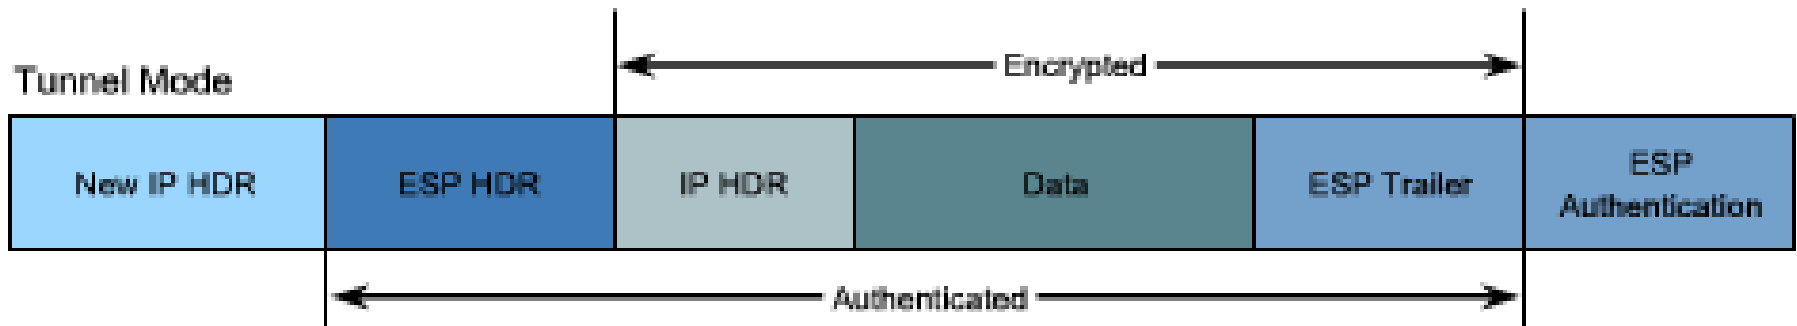 Encrypted
Tunnel Mode
New IP HDR
ESP HDR
IP HDR
Data
ESP Trailer
ESP
Authentication
Authenticated